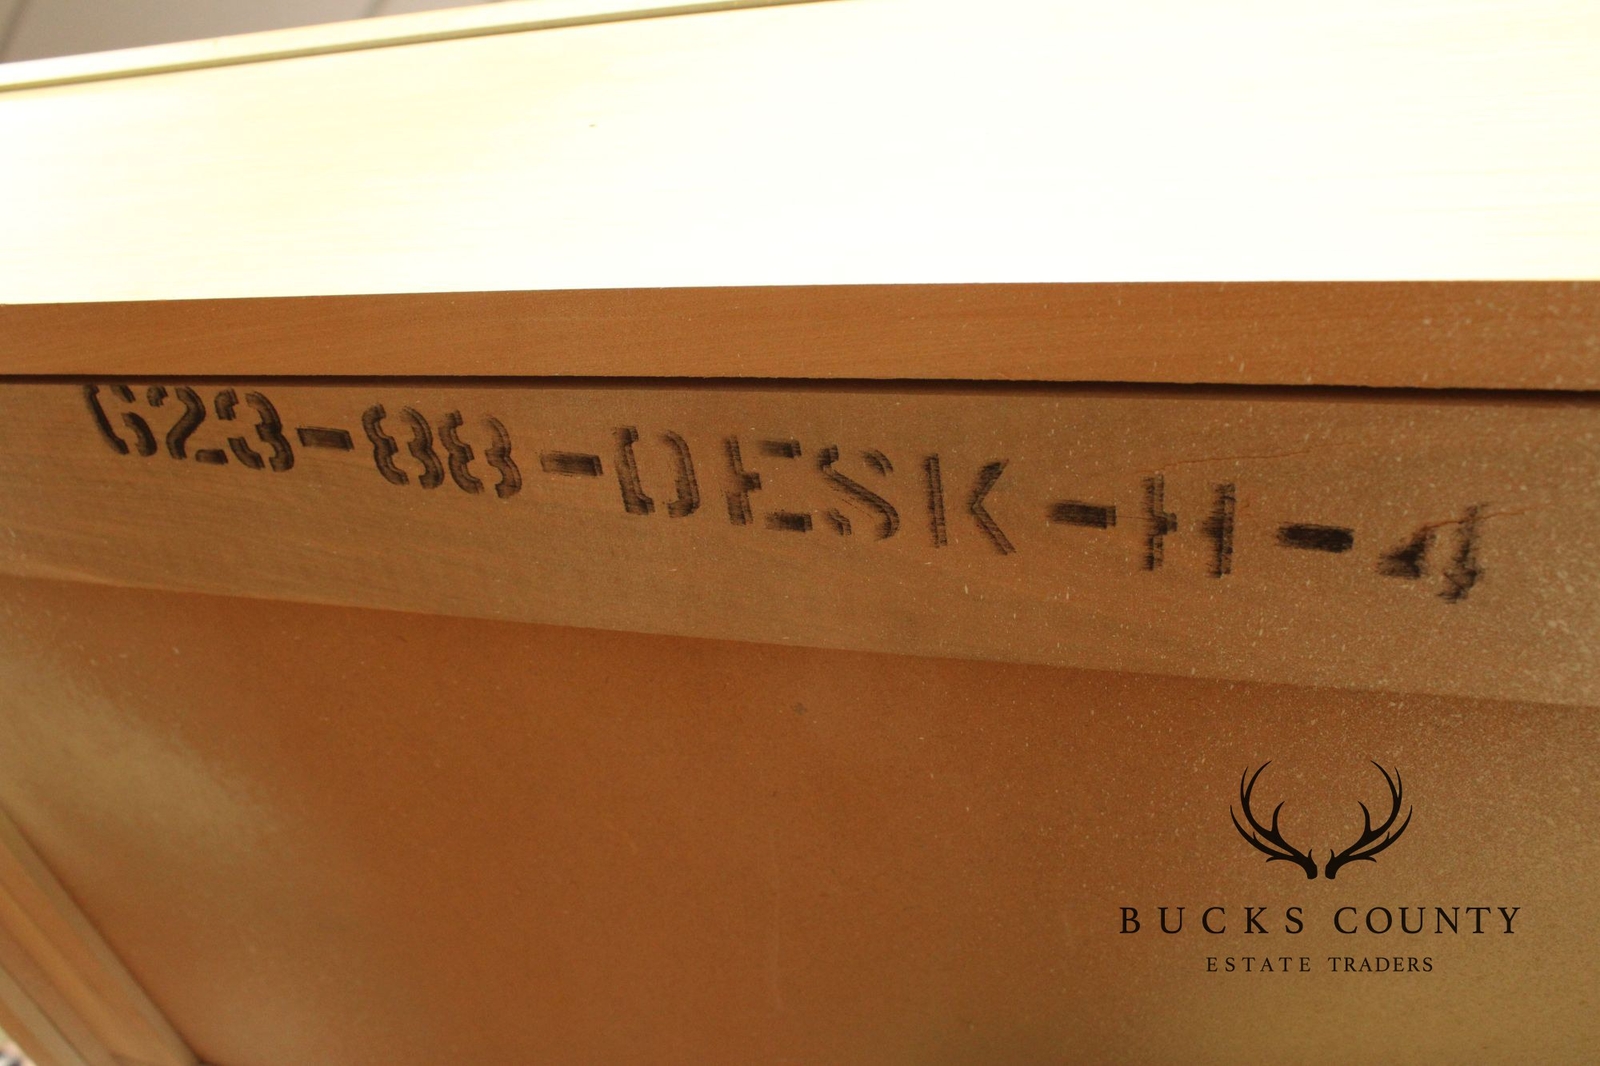 623-88-DESK-H-4
BUCKS COUNTY
ESTATE TRADERS